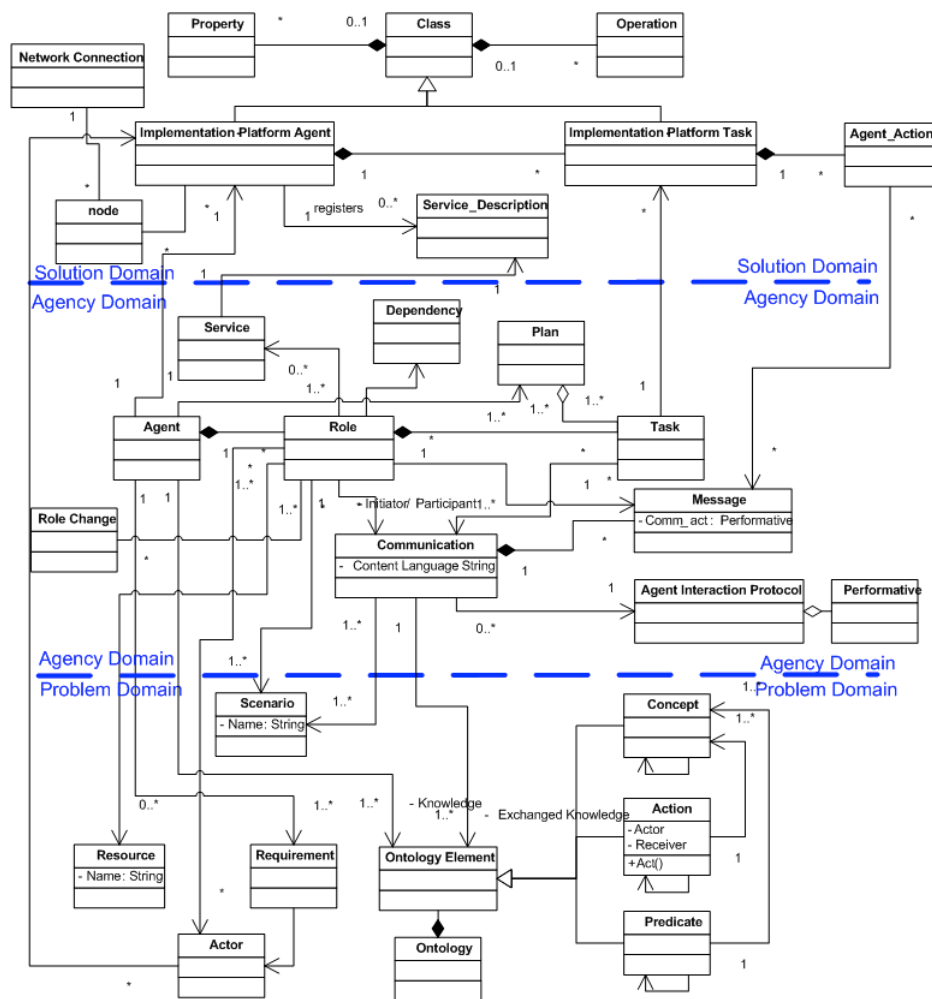 Property
*
0..1
Class
Operation
0..1
*
Network Connection
1
Implementation-Platform Agent
Implementation-Platform Task
Agent_Action
1
*
1
*
*
*
node
*
1
registers
1
0..*
Service_Description
*
*
Solution Domain
1
1
Solution Domain
Agency Domain
Agency Domain
Service
Dependency
Plan
0..*
1
1
1..*
1..*
1..*
1..*
1
Agent
Role
Task
1
*
*
1
*
*
*
1..*
1
1
1..*
1
*
- Initiator/ Participant
1..*
1
*
Message
- Comm_act : Performative
Role Change
*
Communication
- Content Language String
*
1
1
Agent Interaction Protocol
Performative
1..*
1
0..*
Agency Domain
1..*
Agency Domain
Problem Domain
Problem Domain
Scenario
- Name: String
1..*
Concept
1..*
1..*
0..*
1..*
1..*
- Knowledge
1..*
- Exchanged Knowledge
Action
- Actor
- Receiver
+Act()
1
Resource
- Name: String
Requirement
Ontology Element
*
Predicate
Actor
Ontology
1
*